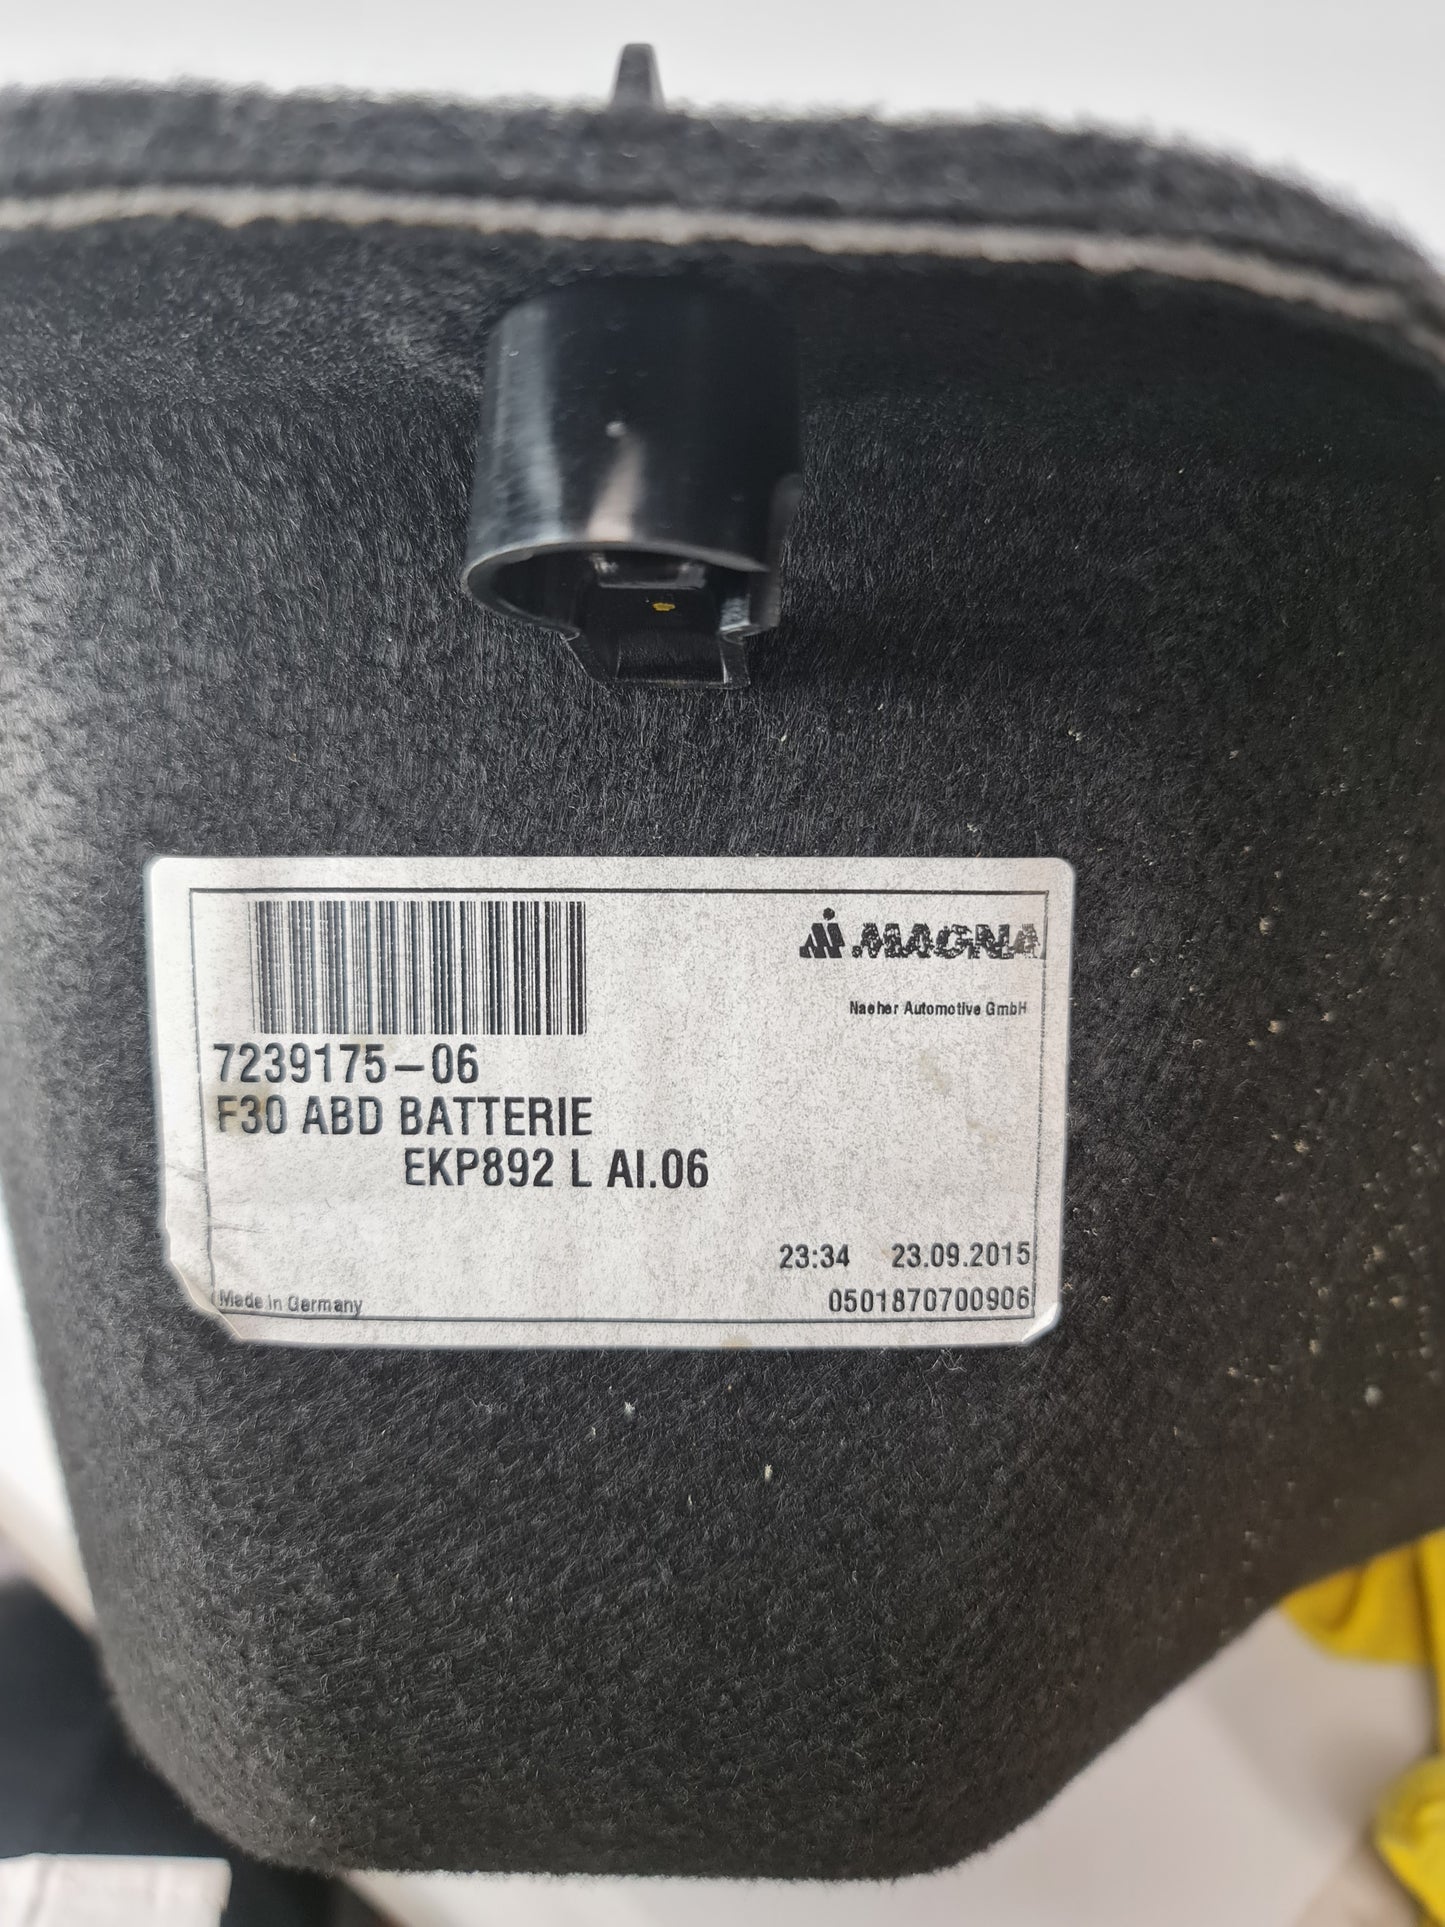 MAGNA
Naeher Automotive GmbH
7239175-06
F30 ABD BATTERIE
EKP892 L AI.06
23:34 23.09.2015
Made in Germany
0501870700906